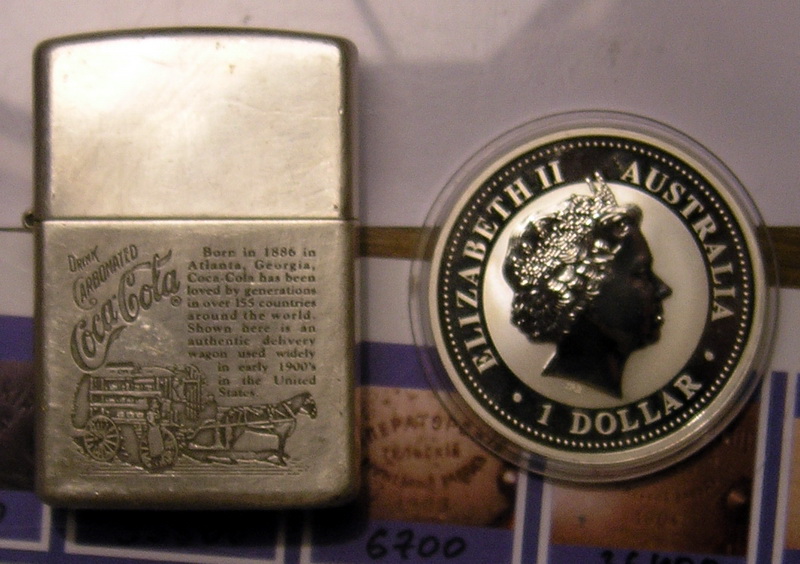 DRINK
CARBONATED
Coca-Cola®
Born in 1886 in
Atlanta, Georgia,
Coca-Cola has been
loved by generations
in over 155 countries
around the world.
Shown here is an
authentic delivery
wagon used widely
in early 1900's
in the United
States
ELIZABETH II AUSTRALIA
1 DOLLAR
6700